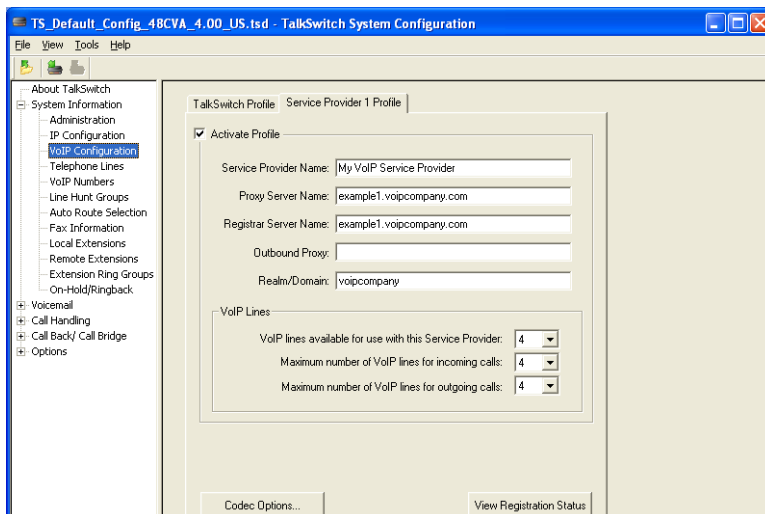 TS_Default_Config_48CVA_4.00_US.tsd - TalkSwitch System Configuration
File View Tools Help
About TalkSwitch
System Information
Administration
IP Configuration
VoIP Configuration
Telephone Lines
VoIP Numbers
Line Hunt Groups
Auto Route Selection
Fax Information
Local Extensions
Remote Extensions
Extension Ring Groups
On-Hold/Ringback
Voicemail
Call Handling
Call Back/ Call Bridge
Options
TalkSwitch Profile Service Provider 1 Profile
Activate Profile
Service Provider Name: My VoIP Service Provider
Proxy Server Name: example1.voipcompany.com
Registrar Server Name: example1.voipcompany.com
Outbound Proxy:
Realm/Domain: voipcompany
VoIP Lines
VoIP lines available for use with this Service Provider: 4
Maximum number of VoIP lines for incoming calls: 4
Maximum number of VoIP lines for outgoing calls: 4
Codec Options... View Registration Status